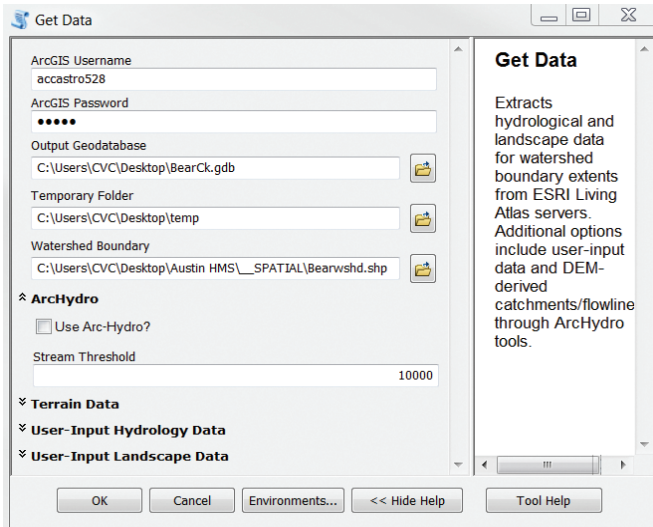 Get Data
ArcGIS Username
accastro528
ArcGIS Password
•••••
Output Geodatabase
C:\Users\CVC\Desktop\BearCk.gdb
Temporary Folder
C:\Users\CVC\Desktop\temp
Watershed Boundary
C:\Users\CVC\Desktop\Austin HMS\__SPATIAL\Bearwshd.shp
ArcHydro
Use Arc-Hydro?
Stream Threshold
10000
Terrain Data
User-Input Hydrology Data
User-Input Landscape Data
Get Data
Extracts
hydrological and
landscape data
for watershed
boundary extents
from ESRI Living
Atlas servers.
Additional options
include user-input
data and DEM-
derived
catchments/flowline
through ArcHydro
tools.
OK
Cancel
Environments...
<< Hide Help
Tool Help